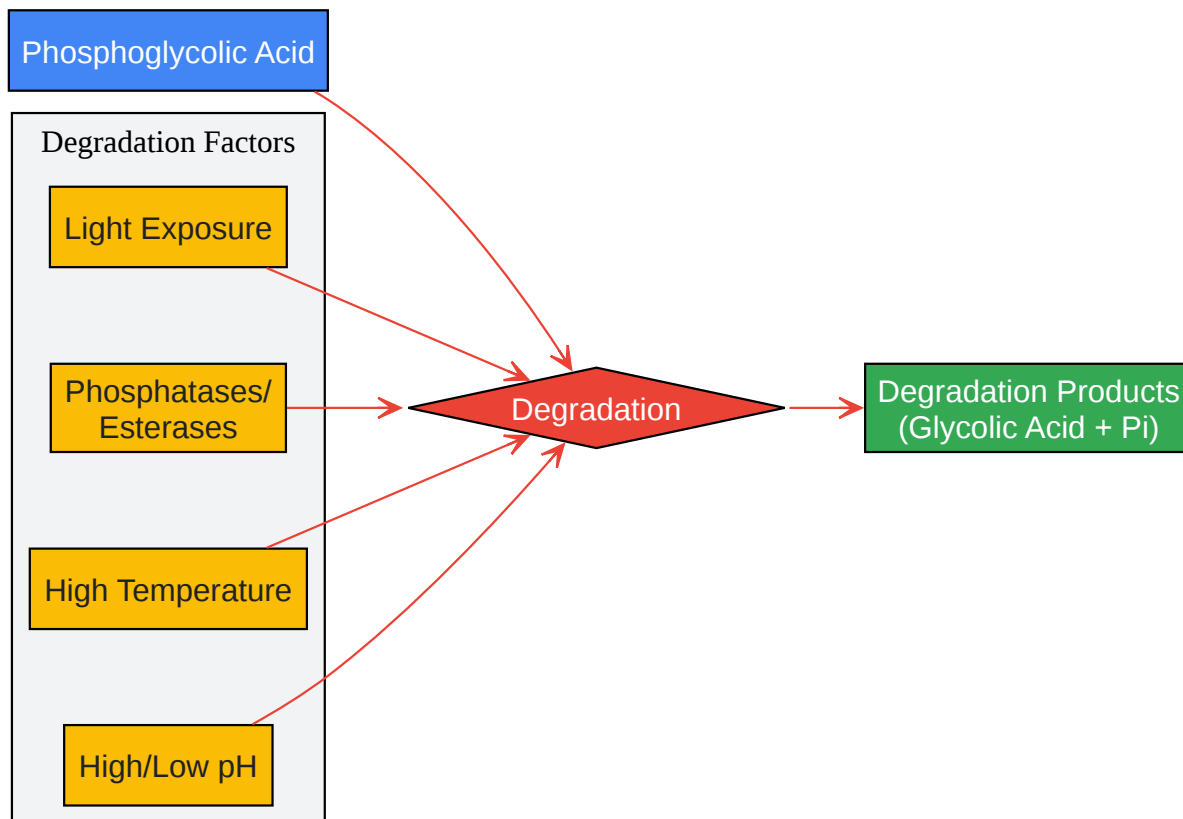 Phosphoglycolic Acid
Degradation Factors
Light Exposure
Phosphatases/
Esterases
High Temperature
High/Low pH
Degradation
Degradation Products
(Glycolic Acid + Pi)